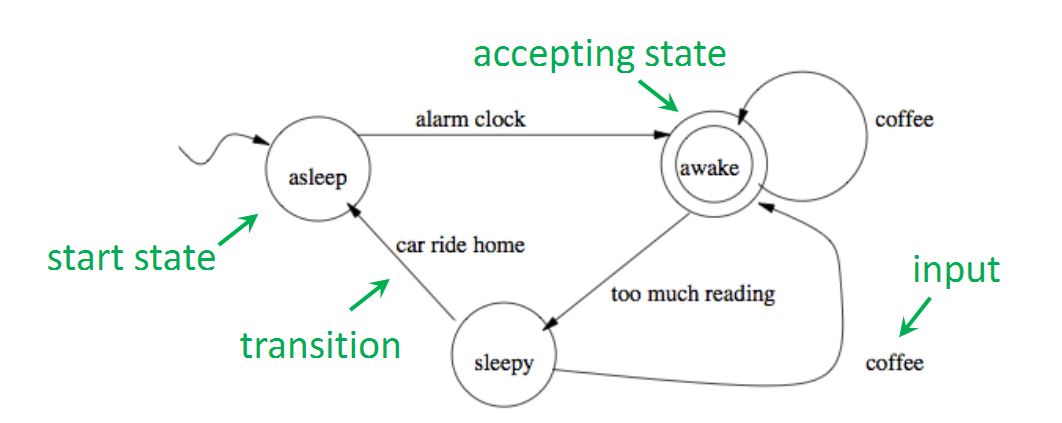 accepting state
alarm clock
coffee
asleep
awake
start state
car ride home
input
too much reading
transition
sleepy
coffee